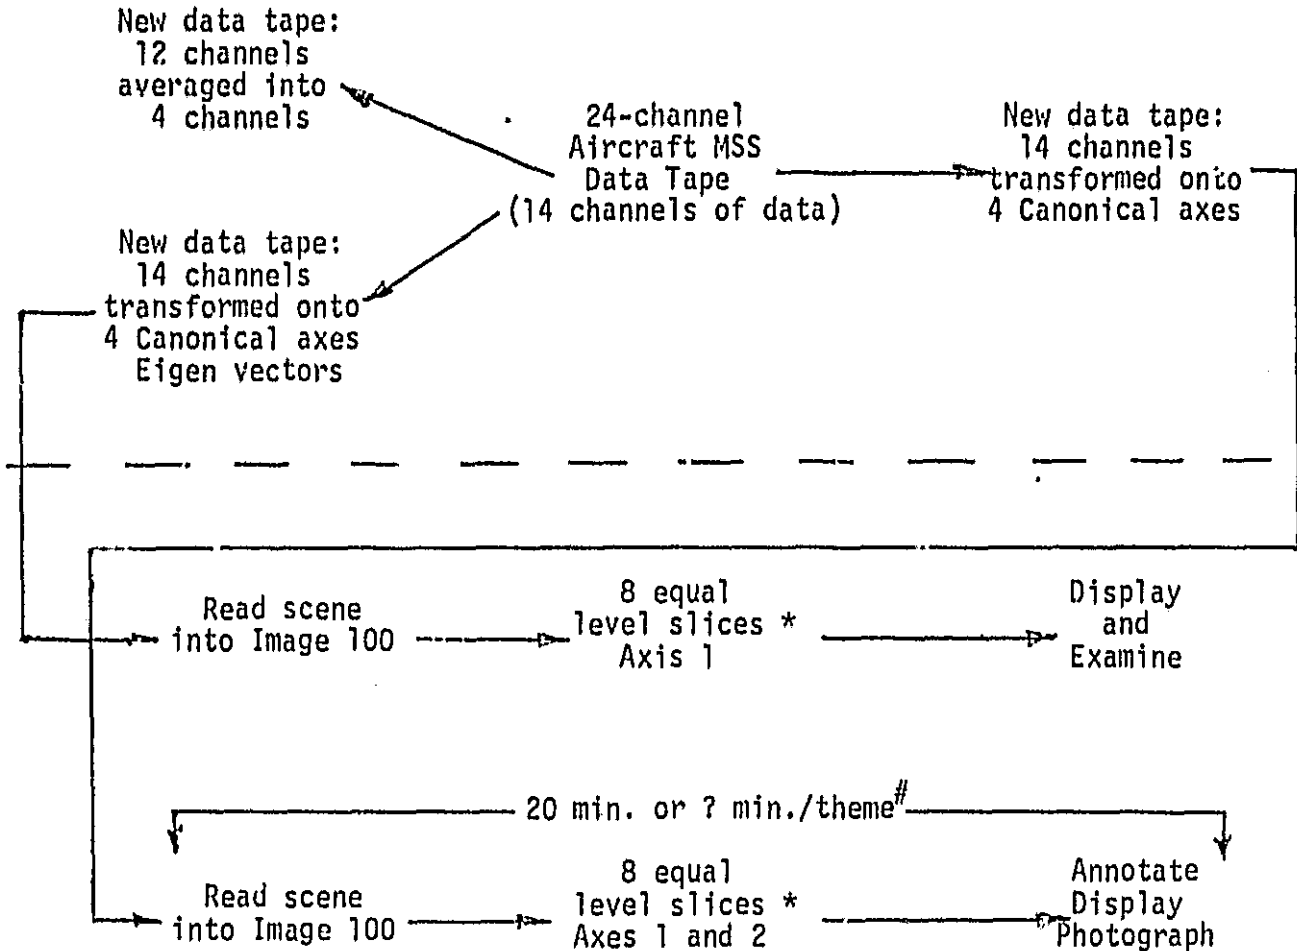 New data tape:
12 channels
averaged into
4 channels
24-channel
Aircraft MSS
Data Tape
(14 channels of data)
New data tape:
14 channels
transformed onto
4 Canonical axes
New data tape:
14 channels
transformed onto
4 Canonical axes
Eigen vectors
Read scene
into Image 100
8 equal
level slices *
Axis 1
Display
and
Examine
20 min. or ? min./theme#
Read scene
into Image 100
8 equal
level slices *
Axes 1 and 2
Annotate
Display
Photograph